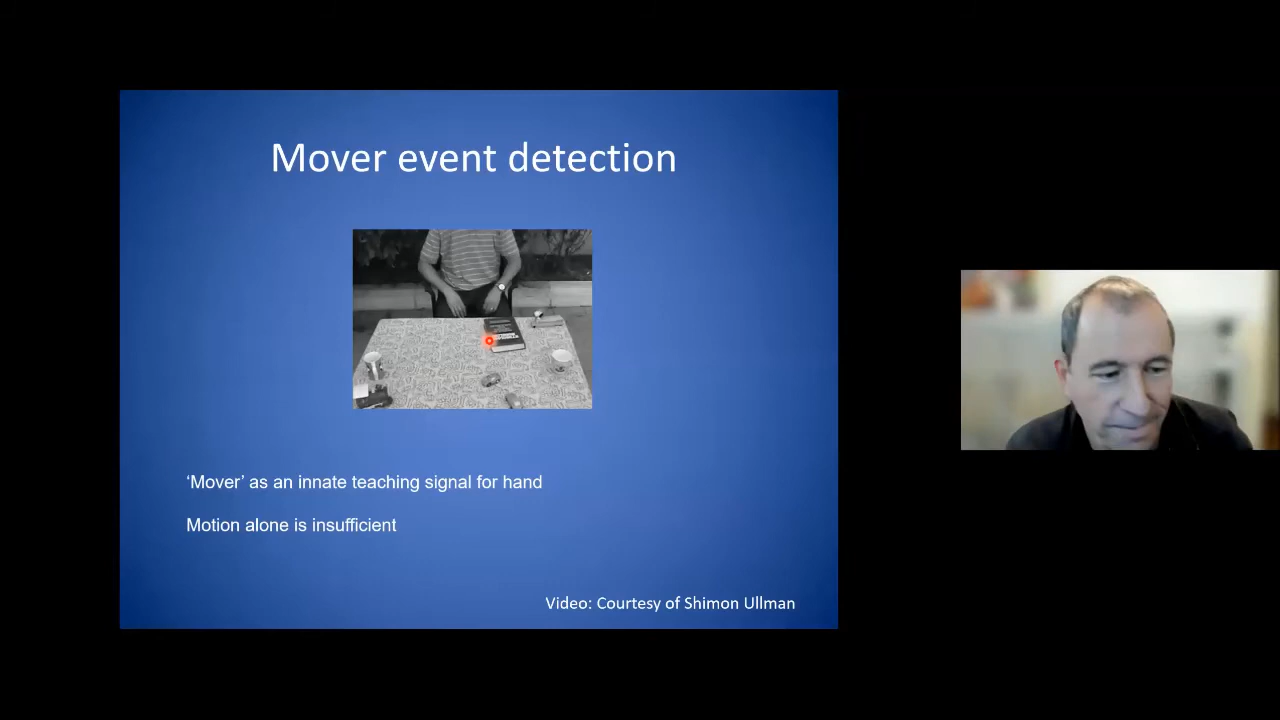 Mover event detection
‘Mover’ as an innate teaching signal for hand
Motion alone is insufficient
Video: Courtesy of Shimon Ullman